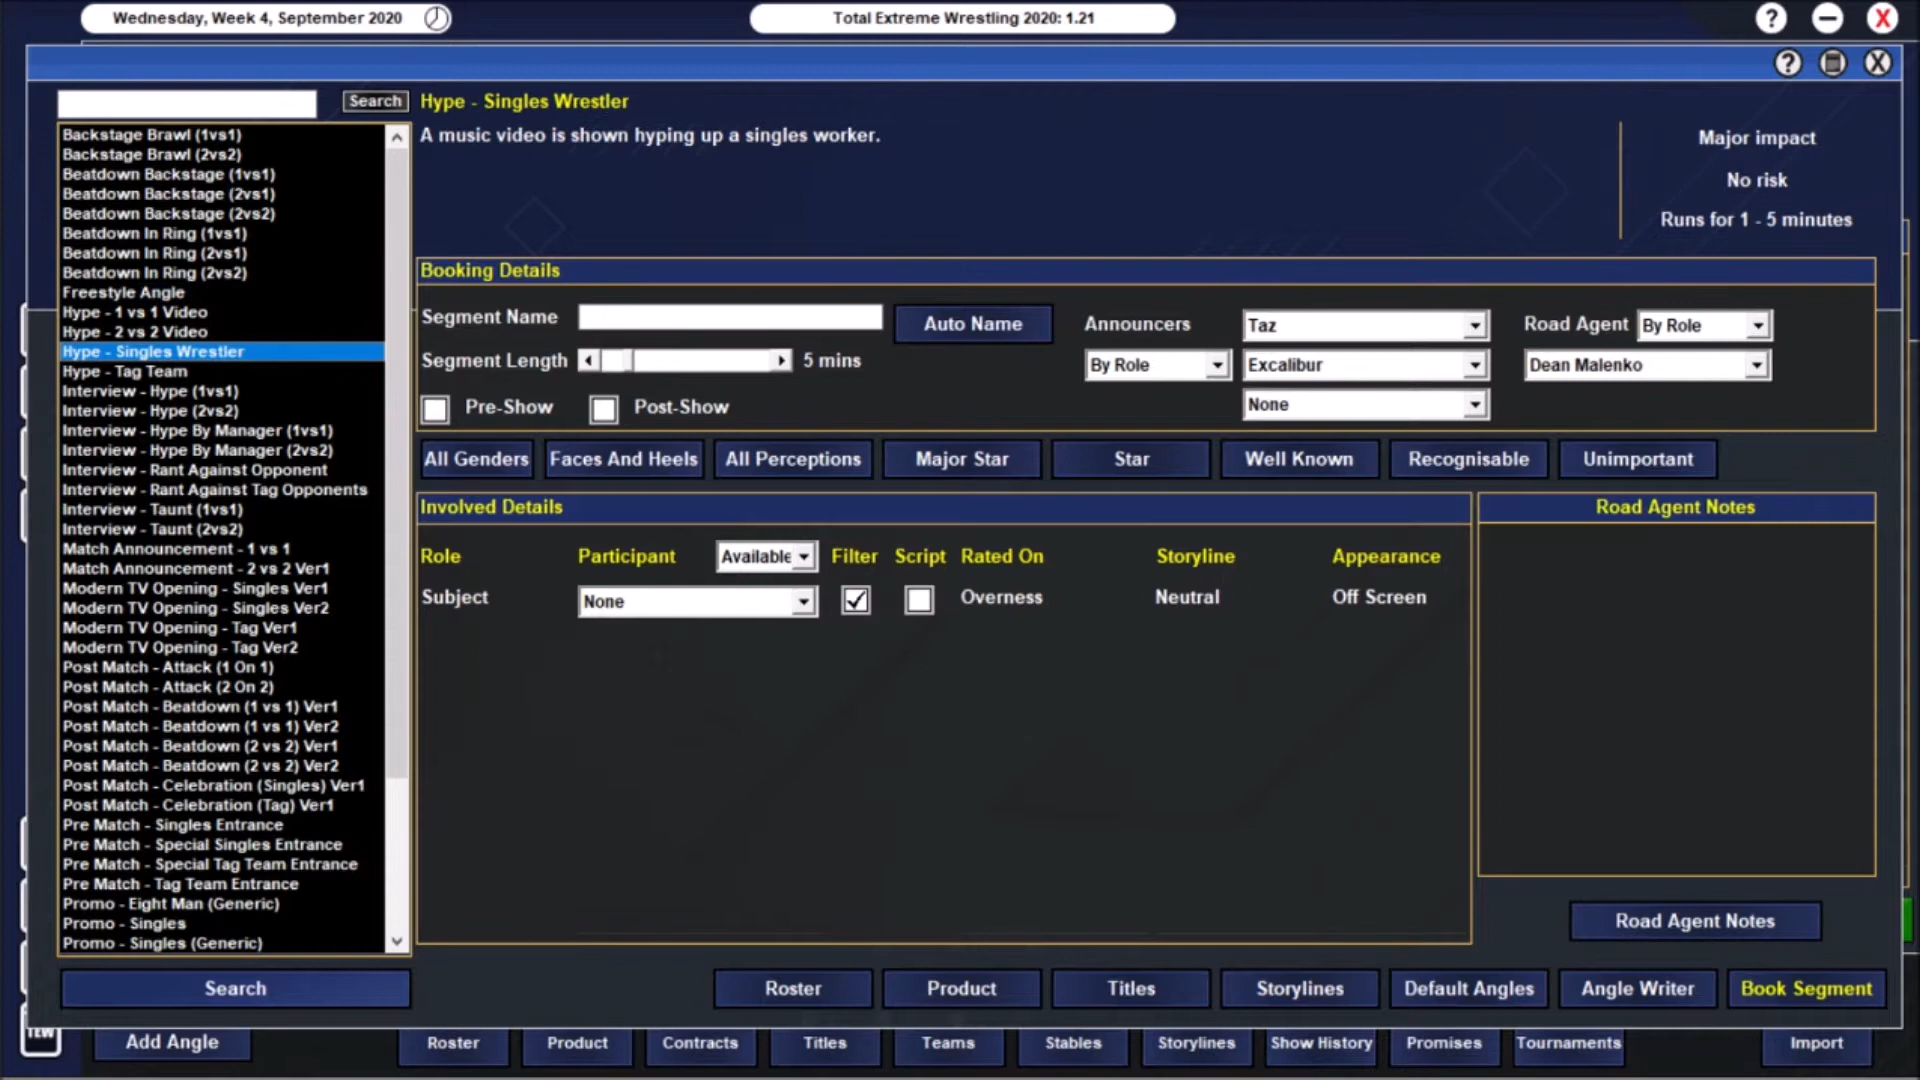 Wednesday, Week 4, September 2020
Total Extreme Wrestling 2020: 1.21
? X
? X
Search
Backstage Brawl (1vs1)
Backstage Brawl (2vs2)
Beatdown Backstage (1vs1)
Beatdown Backstage (2vs1)
Beatdown Backstage (2vs2)
Beatdown In Ring (1vs1)
Beatdown In Ring (2vs1)
Beatdown In Ring (2vs2)
Freestyle Angle
Hype - 1 vs 1 Video
Hype - 2 vs 2 Video
Hype - Singles Wrestler
Hype - Tag Team
Interview - Hype (1vs1)
Interview - Hype (2vs2)
Interview - Hype By Manager (1vs1)
Interview - Hype By Manager (2vs2)
Interview - Rant Against Opponent
Interview - Rant Against Tag Opponents
Interview - Taunt (1vs1)
Interview - Taunt (2vs2)
Match Announcement - 1 vs 1
Match Announcement - 2 vs 2 Ver1
Modern TV Opening - Singles Ver1
Modern TV Opening - Singles Ver2
Modern TV Opening - Tag Ver1
Modern TV Opening - Tag Ver2
Post Match - Attack (1 On 1)
Post Match - Attack (2 On 2)
Post Match - Beatdown (1 vs 1) Ver1
Post Match - Beatdown (1 vs 1) Ver2
Post Match - Beatdown (2 vs 2) Ver1
Post Match - Beatdown (2 vs 2) Ver2
Post Match - Celebration (Singles) Ver1
Post Match - Celebration (Tag) Ver1
Pre Match - Singles Entrance
Pre Match - Special Singles Entrance
Pre Match - Special Tag Team Entrance
Pre Match - Tag Team Entrance
Promo - Eight Man (Generic)
Promo - Singles
Promo - Singles (Generic)
Search
Hype - Singles Wrestler
A music video is shown hyping up a singles worker.
Major impact
No risk
Runs for 1 - 5 minutes
Booking Details
Segment Name
Auto Name
Announcers
Taz
Road Agent By Role
Segment Length 5 mins
By Role
Excalibur
Dean Malenko
Pre-Show Post-Show
None
All Genders Faces And Heels All Perceptions Major Star Star Well Known Recognisable Unimportant
Involved Details
Road Agent Notes
Role Participant Available Filter Script Rated On Storyline Appearance
Subject None Overness Neutral Off Screen
Road Agent Notes
Roster Product Titles Storylines Default Angles Angle Writer Book Segment
TEW
Add Angle Roster Product Contracts Titles Teams Stables Storylines Show History Promises Tournaments Import